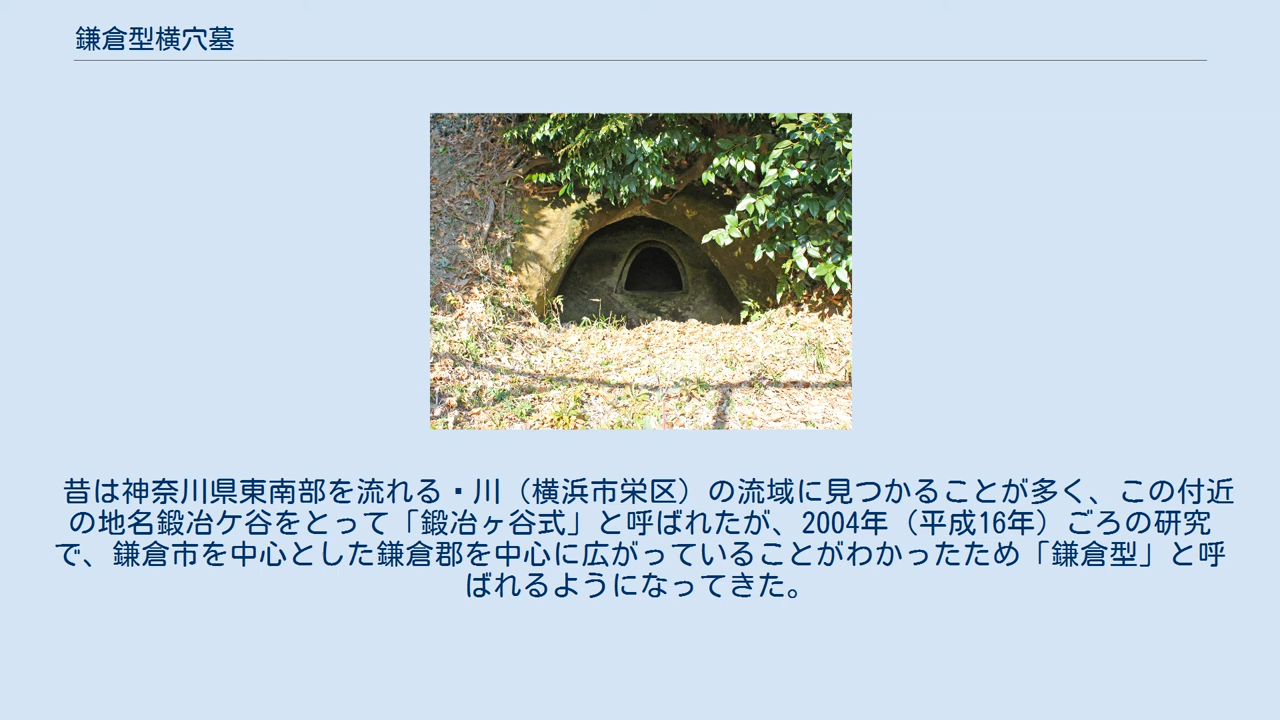 鎌倉型横穴墓
昔は神奈川県東南部を流れる・川（横浜市栄区）の流域に見つかることが多く、この付近
の地名鍛冶ケ谷をとって「鍛冶ヶ谷式」と呼ばれたが、2004年（平成16年）ごろの研究
で、鎌倉市を中心とした鎌倉郡を中心に広がっていることがわかったため「鎌倉型」と呼
ばれるようになってきた。